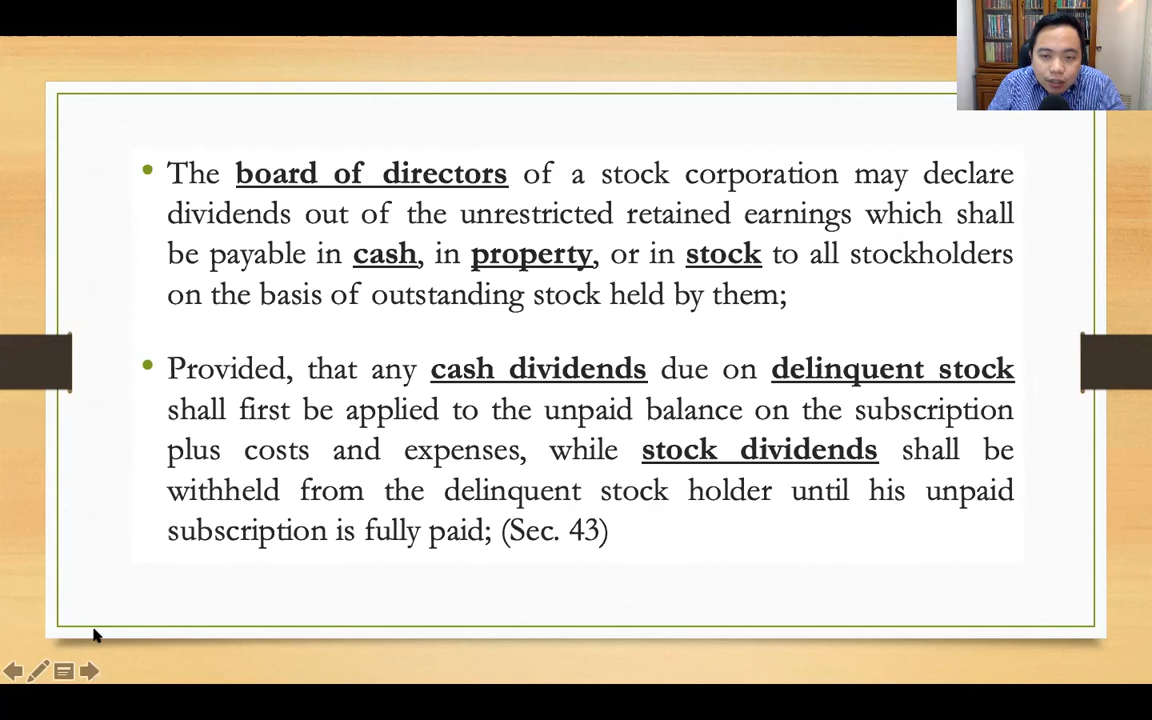 • The board of directors of a stock corporation may declare
dividends out of the unrestricted retained earnings which shall
be payable in cash, in property, or in stock to all stockholders
on the basis of outstanding stock held by them;
• Provided, that any cash dividends due on delinquent stock
shall first be applied to the unpaid balance on the subscription
plus costs and expenses, while stock dividends shall be
withheld from the delinquent stock holder until his unpaid
subscription is fully paid; (Sec. 43)